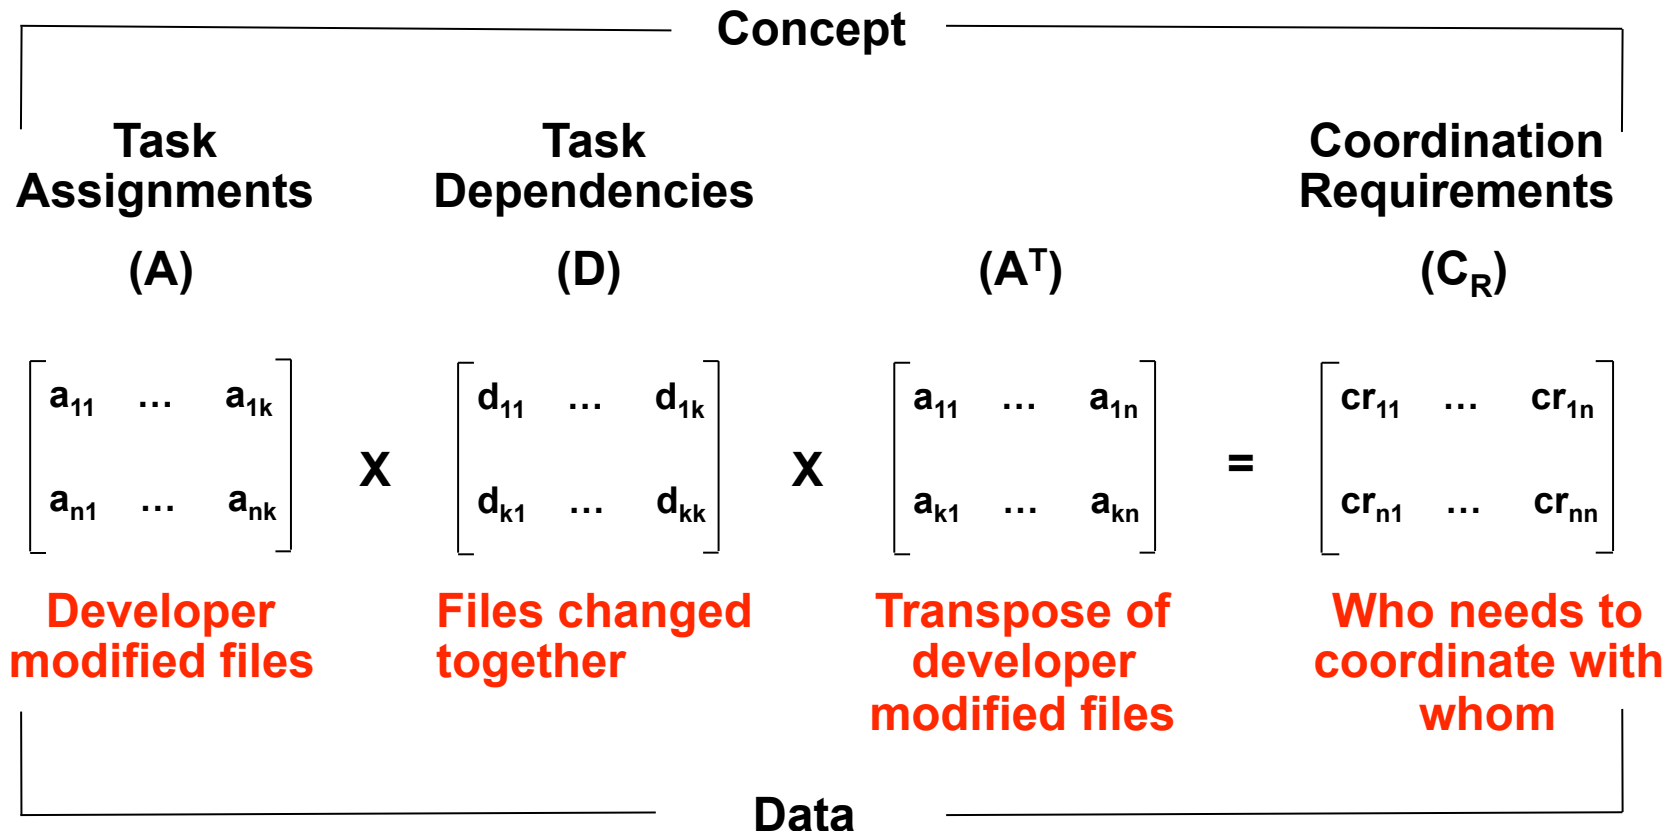 Concept
Task Assignments
Task Dependencies
Coordination Requirements
(A) (D) (Aᵀ) (C_R)
a₁₁ … a₁ₖ d₁₁ … d₁ₖ a₁₁ … a₁ₙ cr₁₁ … cr₁ₙ
X X =
aₙ₁ … aₙₖ dₖ₁ … dₖₖ aₖ₁ … aₖₙ crₙ₁ … crₙₙ
Developer
modified files
Files changed
together
Transpose of
developer
modified files
Who needs to
coordinate with
whom
Data